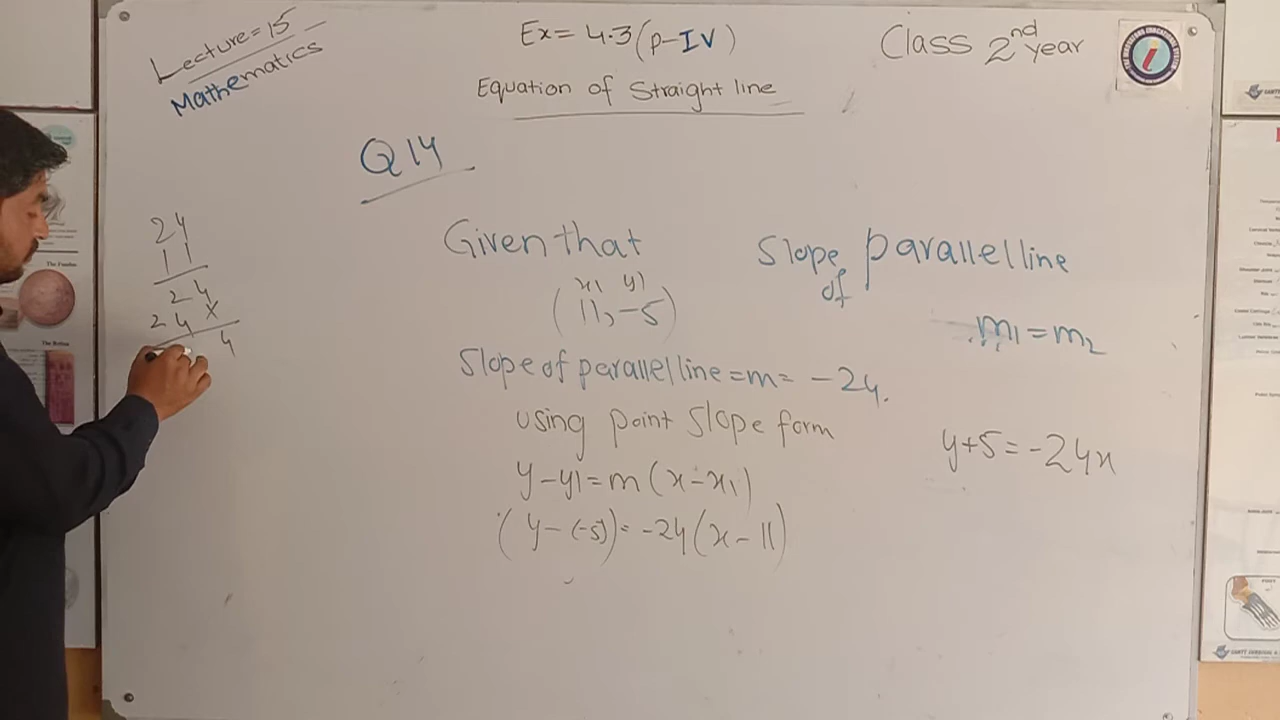 Lecture=15
Mathematics
Ex= 4.3(p-IV)
Equation of Straight line
Class 2nd year
Q14
24
11
24
24x
4
Given that
x1 y1
(11,-5)
Slope of parallel line=m= -24.
using point slope form
y-y1=m(x-x1)
(y-(-5))= -24(x-11)
Slope of parallel line
m1=m2
y+5=-24x